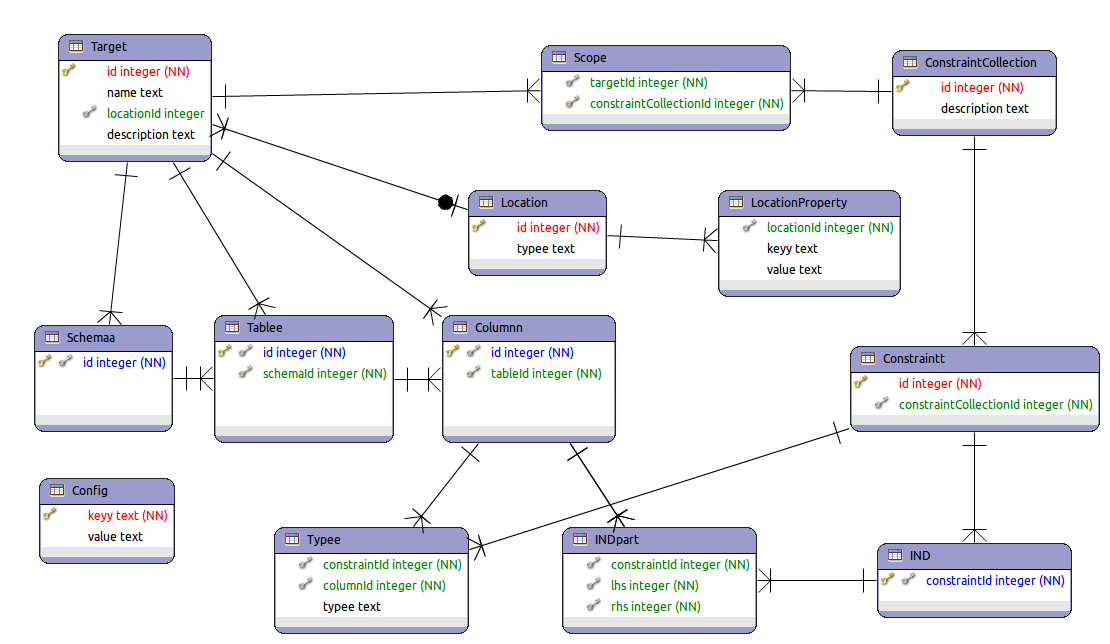 Target
id integer (NN)
name text
locationId integer
description text
Scope
targetId integer (NN)
constraintCollectionId integer (NN)
ConstraintCollection
id integer (NN)
description text
Location
id integer (NN)
typee text
LocationProperty
locationId integer (NN)
keyy text
value text
Schemaa
id integer (NN)
Tablee
id integer (NN)
schemaId integer (NN)
Columnn
id integer (NN)
tableId integer (NN)
Constraintt
id integer (NN)
constraintCollectionId integer (NN)
Config
keyy text (NN)
value text
Typee
constraintId integer (NN)
columnId integer (NN)
typee text
INDpart
constraintId integer (NN)
lhs integer (NN)
rhs integer (NN)
IND
constraintId integer (NN)